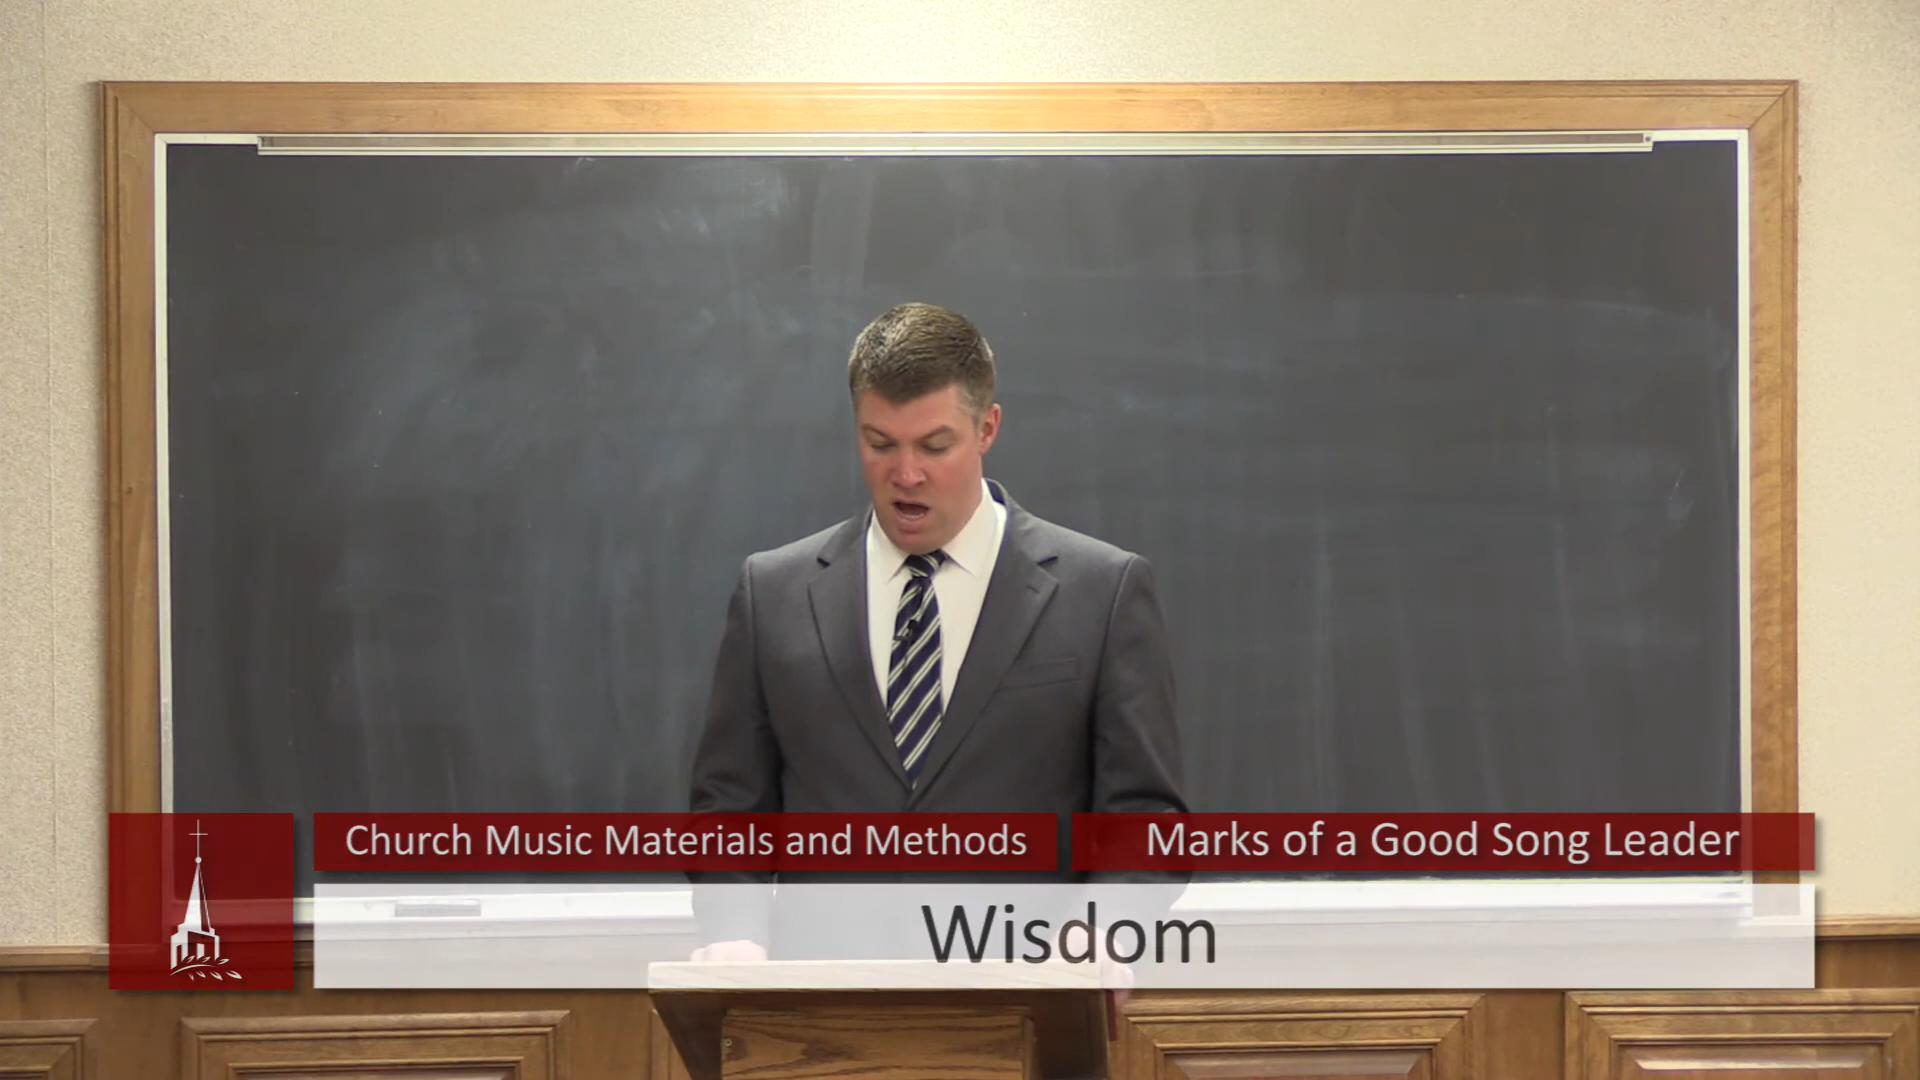 Church Music Materials and Methods
Marks of a Good Song Leader
Wisdom